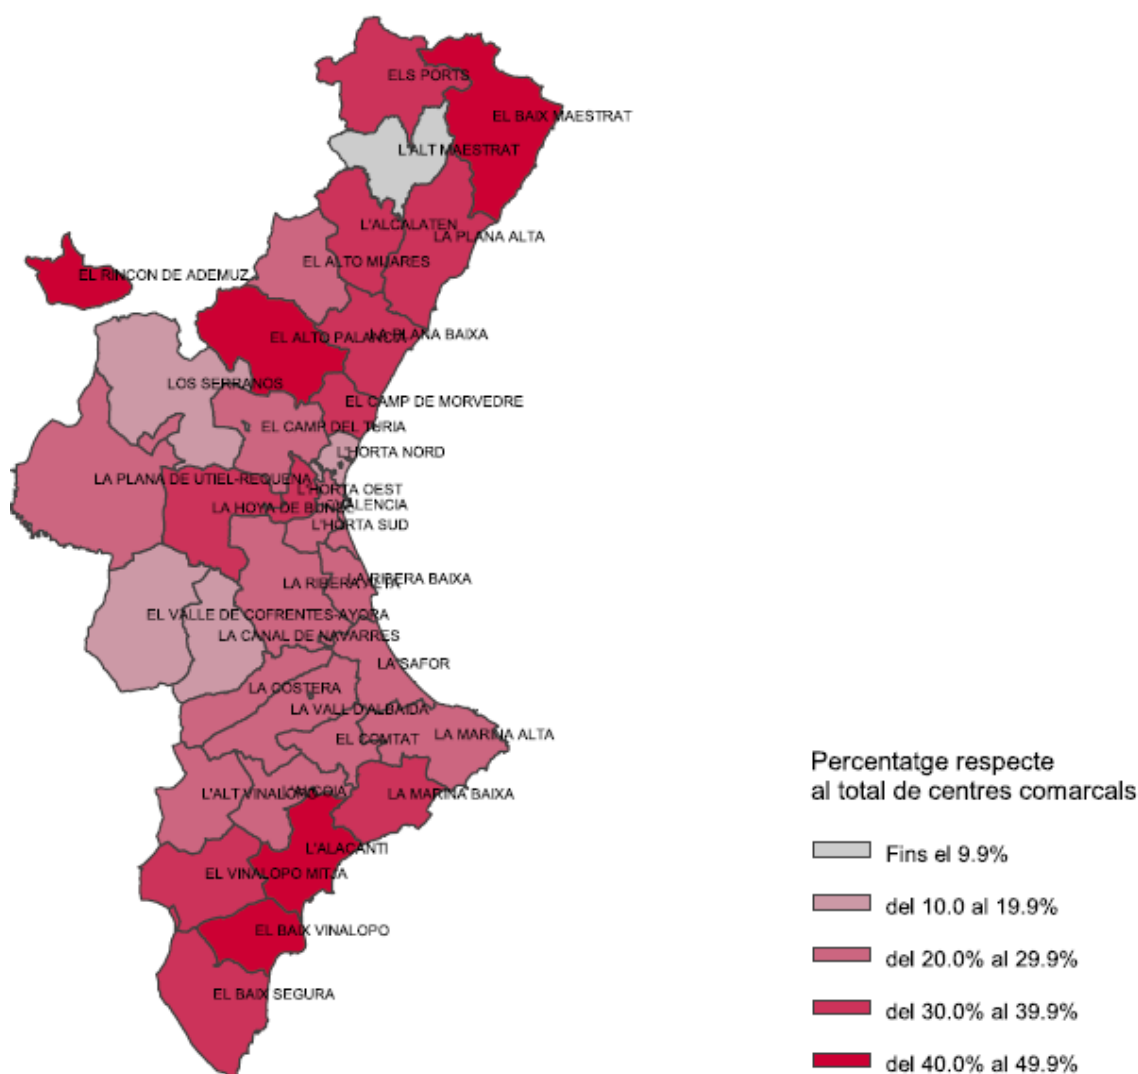 ELS PORTS
EL BAIX MAESTRAT
L'ALT MAESTRAT
L'ALCALATEN
LA PLANA ALTA
EL ALTO MIJARES
EL RINCON DE ADEMUZ
EL ALTO PALANCIA
LA PLANA BAIXA
LOS SERRANOS
EL CAMP DE MORVEDRE
EL CAMP DEL TURIA
L'HORTA NORD
LA PLANA DE UTIEL-REQUENA
L'HORTA OEST
LA HOYA DE BUÑOL
VALENCIA
L'HORTA SUD
LA RIBERA BAIXA
LA RIBERA ALTA
EL VALLE DE COFRENTES-AYORA
LA CANAL DE NAVARRES
LA SAFOR
LA COSTERA
LA VALL D'ALBAIDA
LA MARINA ALTA
EL COMTAT
L'ALT VINALOPO
L'ALCOIA
LA MARINA BAIXA
L'ALACANTI
EL VINALOPO MITJA
EL BAIX VINALOPO
EL BAIX SEGURA
Percentatge respecte
al total de centres comarcals
Fins el 9.9%
del 10.0 al 19.9%
del 20.0% al 29.9%
del 30.0% al 39.9%
del 40.0% al 49.9%